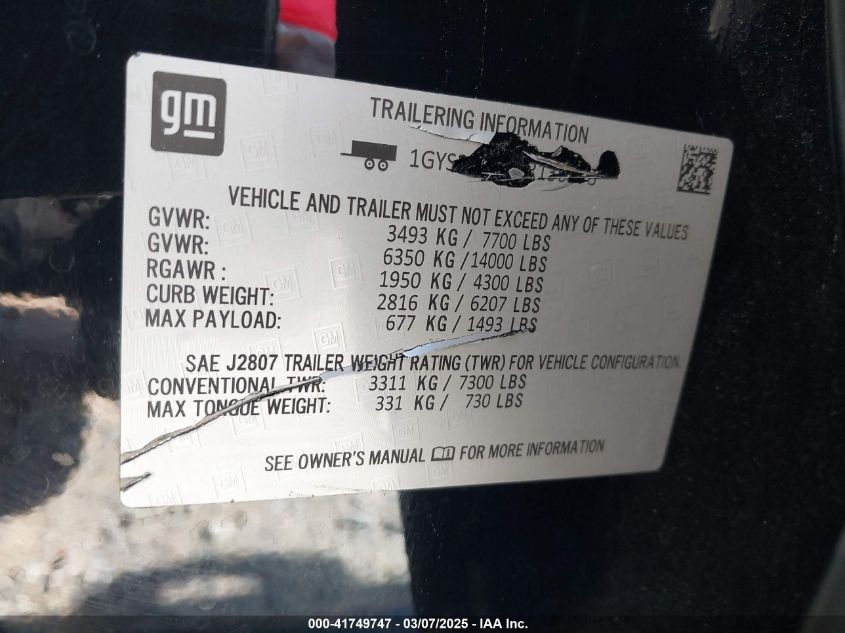 gm
TRAILERING INFORMATION
1GYS
VEHICLE AND TRAILER MUST NOT EXCEED ANY OF THESE VALUES
GVWR: 3493 KG / 7700 LBS
GVWR: 6350 KG /14000 LBS
RGAWR : 1950 KG / 4300 LBS
CURB WEIGHT: 2816 KG / 6207 LBS
MAX PAYLOAD: 677 KG / 1493 LBS
SAE J2807 TRAILER WEIGHT RATING (TWR) FOR VEHICLE CONFIGURATION.
CONVENTIONAL TWR: 3311 KG / 7300 LBS
MAX TONGUE WEIGHT: 331 KG / 730 LBS
SEE OWNER'S MANUAL FOR MORE INFORMATION
000-41749747 — 03/07/2025 — IAA Inc.